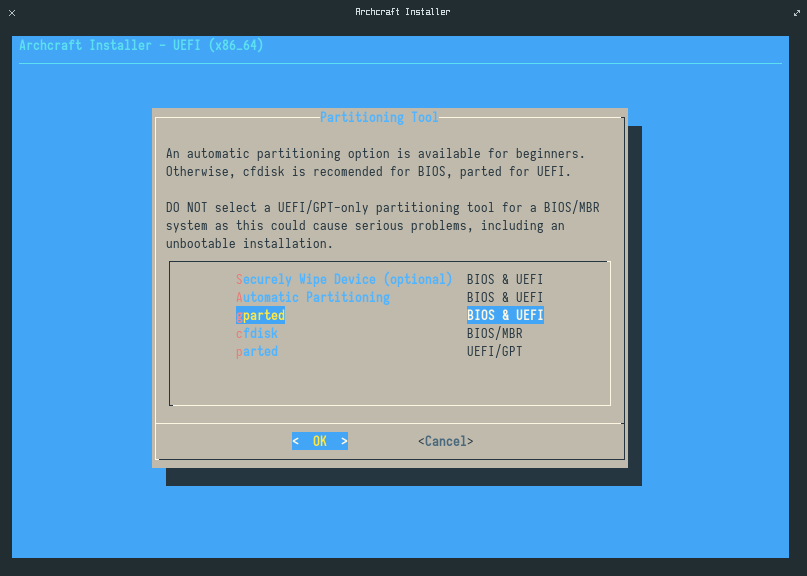 Archcraft Installer
Archcraft Installer - UEFI (x86_64)
Partitioning Tool
An automatic partitioning option is available for beginners.
Otherwise, cfdisk is recomended for BIOS, parted for UEFI.
DO NOT select a UEFI/GPT-only partitioning tool for a BIOS/MBR
system as this could cause serious problems, including an
unbootable installation.
Securely Wipe Device (optional) BIOS & UEFI
Automatic Partitioning BIOS & UEFI
gparted BIOS & UEFI
cfdisk BIOS/MBR
parted UEFI/GPT
< OK > <Cancel>